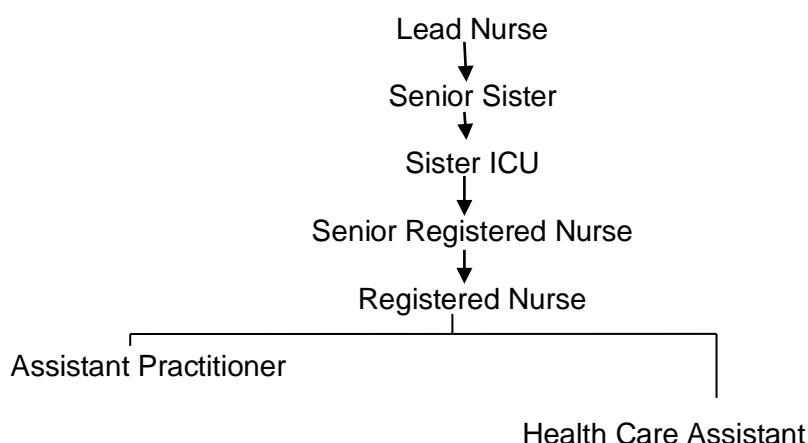 Lead Nurse
Senior Sister
Sister ICU
Senior Registered Nurse
Registered Nurse
Assistant Practitioner
Health Care Assistant